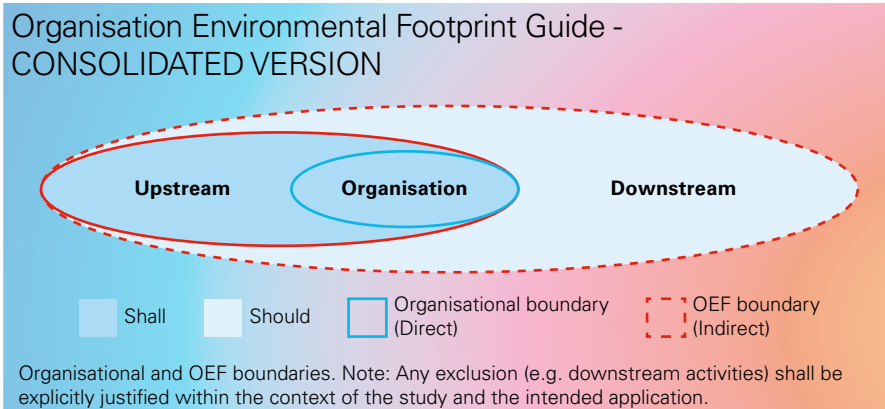 Organisation Environmental Footprint Guide -
CONSOLIDATED VERSION
Upstream
Organisation
Downstream
Shall
Should
Organisational boundary
(Direct)
OEF boundary
(Indirect)
Organisational and OEF boundaries. Note: Any exclusion (e.g. downstream activities) shall be
explicitly justified within the context of the study and the intended application.